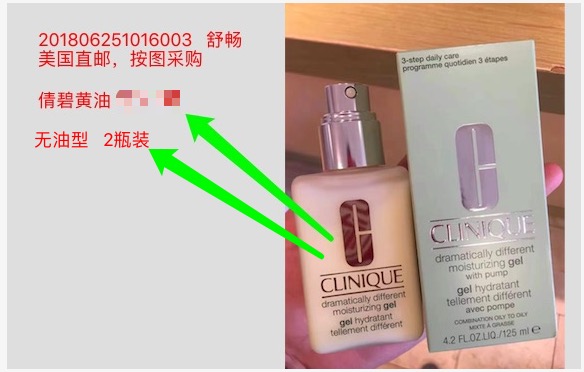 201806251016003 舒畅
美国直邮，按图采购
倩碧黄油
无油型 2瓶装
CLINIQUE
dramatically different
moisturizing gel
gel hydratant
tellement différent
3-step daily care
programme quotidien 3 étapes
CLINIQUE
dramatically different
moisturizing gel
with pump
gel hydratant
tellement différent
avec pompe
COMBINATION OILY TO OILY
MIXTE À GRASSE
4.2 FL.OZ.LIQ./125 ml ℮